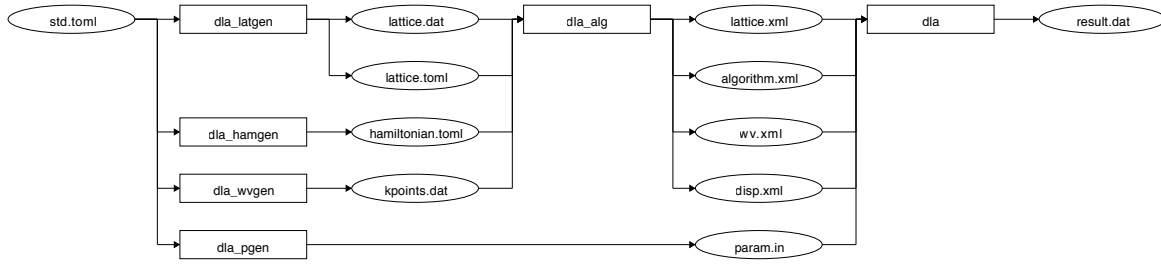 std.toml
dla_latgen
lattice.dat
dla_alg
lattice.xml
dla
result.dat
lattice.toml
algorithm.xml
dla_hamgen
hamiltonian.toml
wv.xml
dla_wvgen
kpoints.dat
disp.xml
dla_pgen
param.in